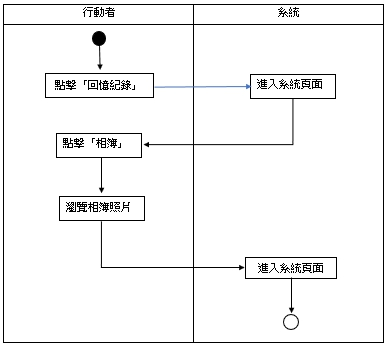 行動者
系統
點擊「回憶紀錄」
進入系統頁面
點擊「相簿」
瀏覽相簿照片
進入系統頁面